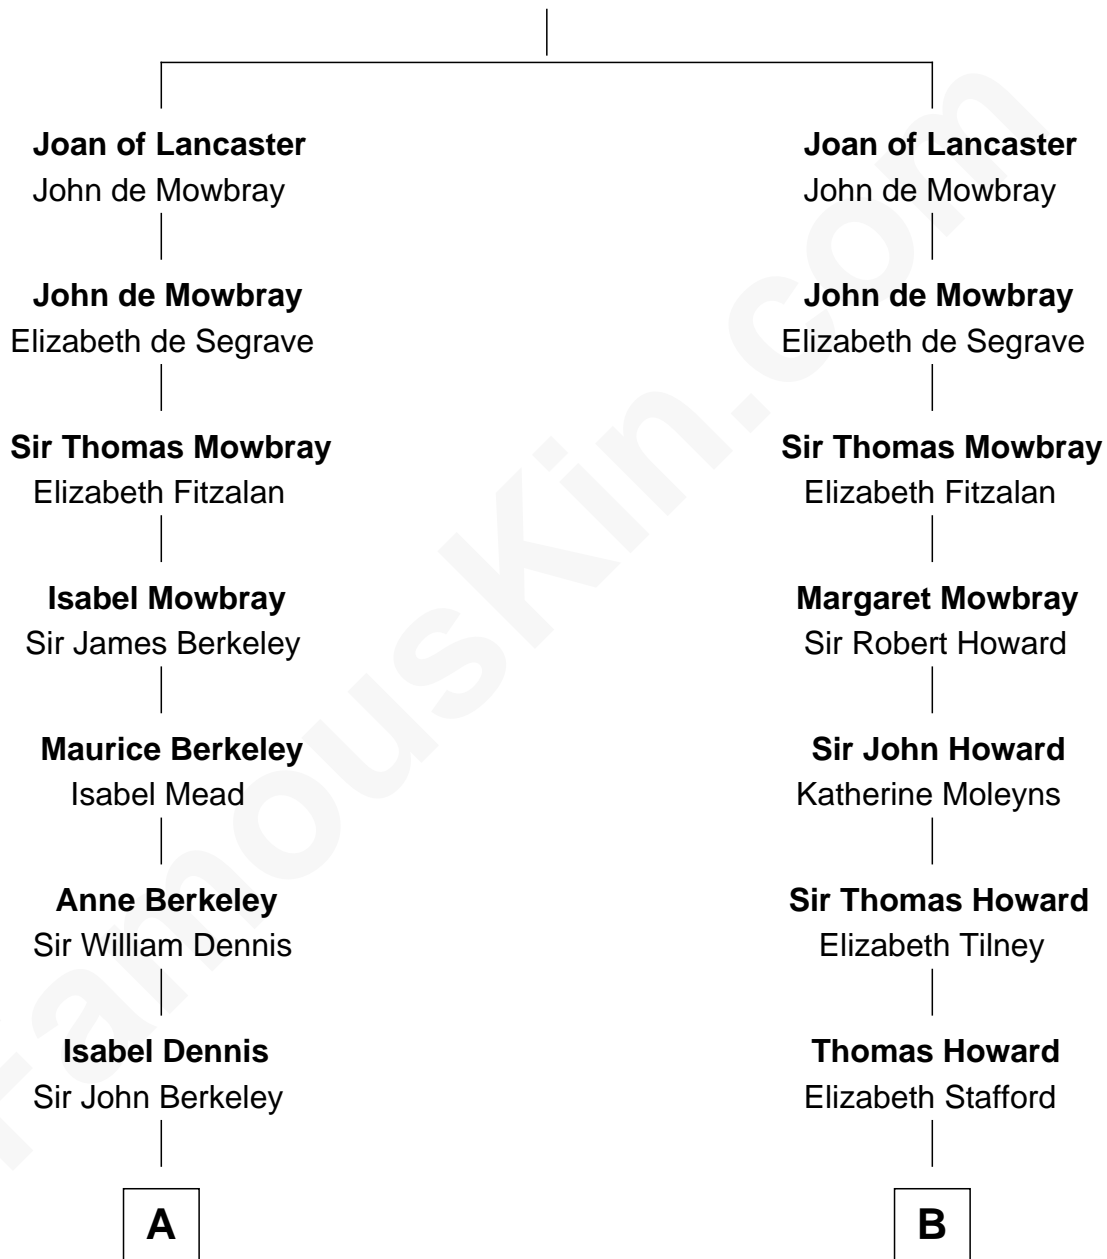 Joan of Lancaster
John de Mowbray
John de Mowbray
Elizabeth de Segrave
Sir Thomas Mowbray
Elizabeth Fitzalan
Isabel Mowbray
Sir James Berkeley
Maurice Berkeley
Isabel Mead
Anne Berkeley
Sir William Dennis
Isabel Dennis
Sir John Berkeley
A
Joan of Lancaster
John de Mowbray
John de Mowbray
Elizabeth de Segrave
Sir Thomas Mowbray
Elizabeth Fitzalan
Margaret Mowbray
Sir Robert Howard
Sir John Howard
Katherine Moleyns
Sir Thomas Howard
Elizabeth Tilney
Thomas Howard
Elizabeth Stafford
B
FamousKin.com